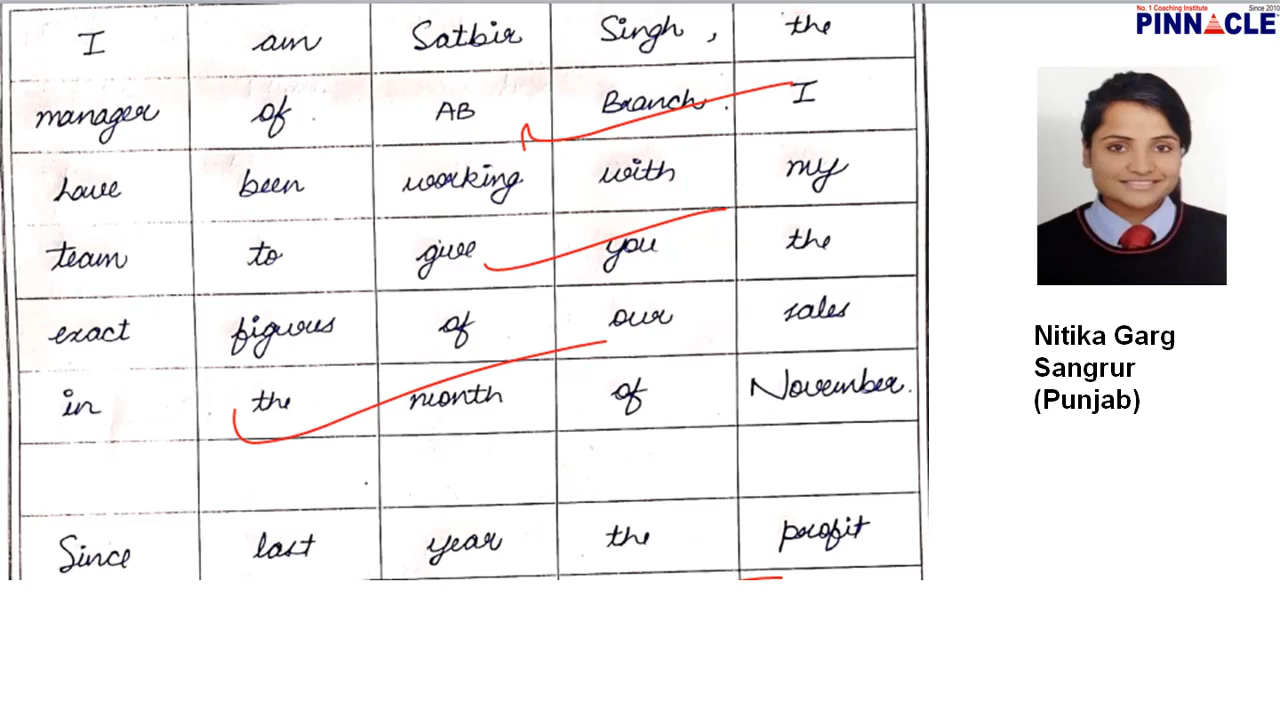 I am Satbir Singh, the
manager of AB Branch. I
have been working with my
team to give you the
exact figures of our sales
in the month of November.
Since last year the profit
No. 1 Coaching Institute Since 2010
PINNACLE
Nitika Garg
Sangrur
(Punjab)